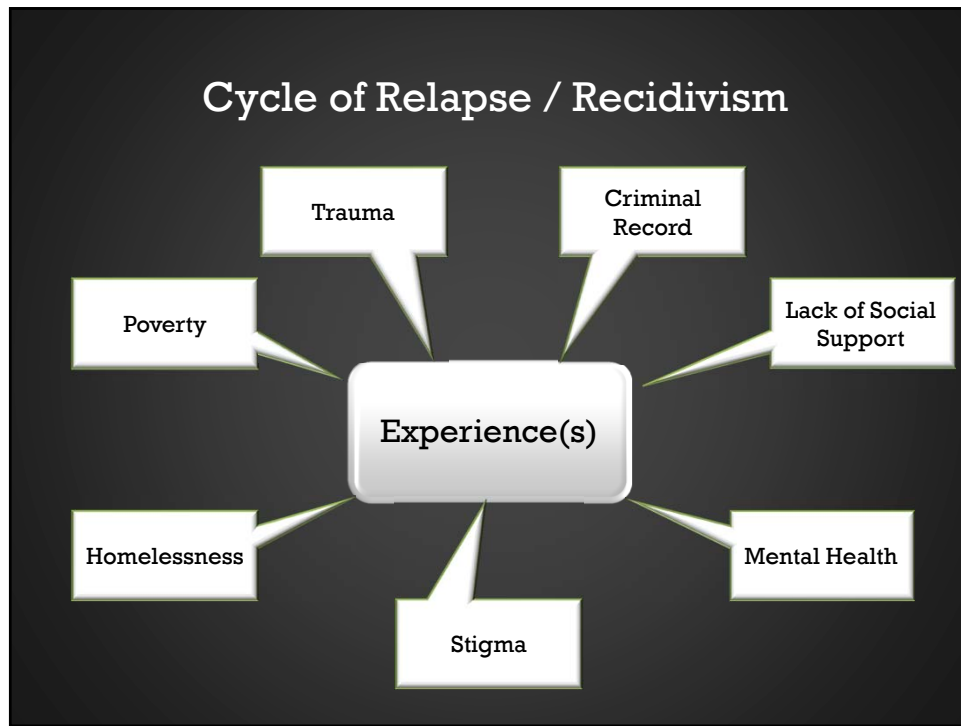 Cycle of Relapse / Recidivism
Trauma
Criminal
Record
Poverty
Lack of Social
Support
Experience(s)
Homelessness
Mental Health
Stigma